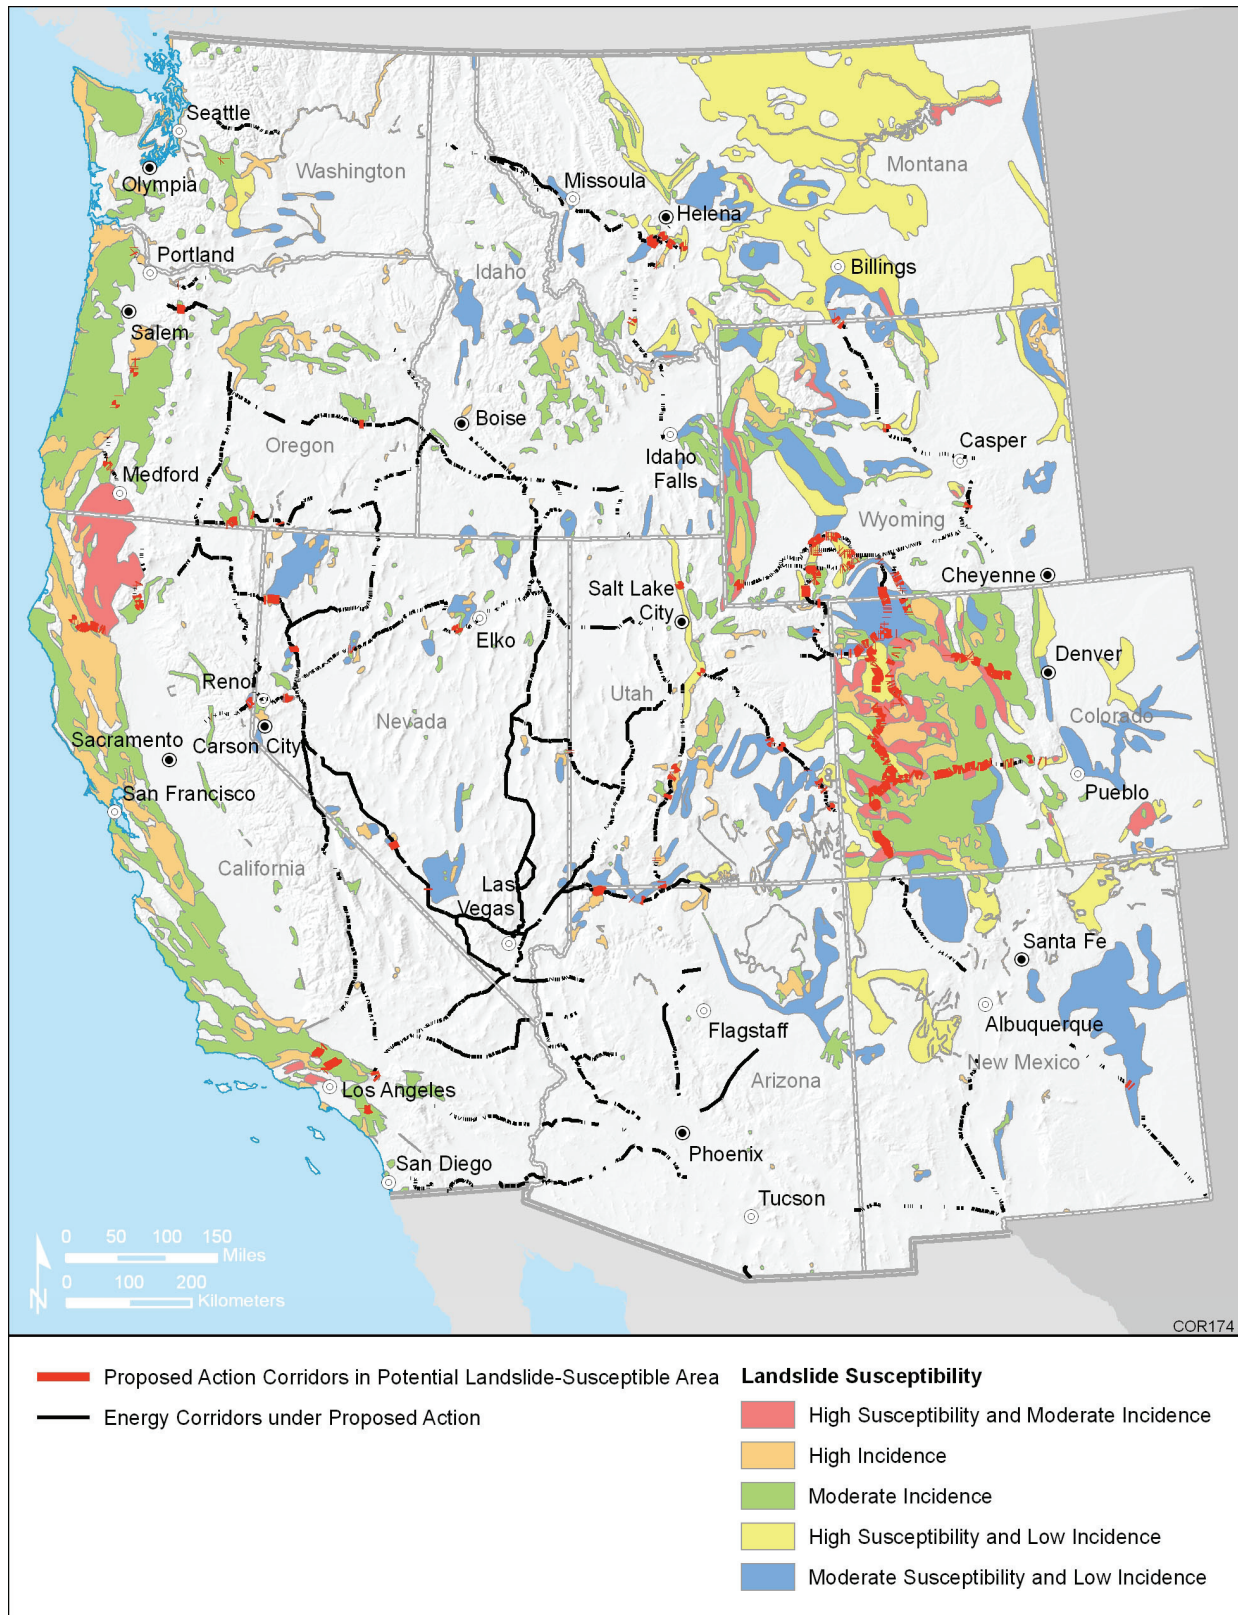 Seattle
Washington
Olympia
Missoula
Montana
Helena
Portland
Idaho
Billings
Salem
Boise
Oregon
Idaho
Falls
Casper
Medford
Wyoming
Salt Lake
City
Cheyenne
Elko
Denver
Reno
Utah
Nevada
Colorado
Sacramento
Carson City
San Francisco
Pueblo
California
Las
Vegas
Santa Fe
Flagstaff
Albuquerque
New Mexico
Los Angeles
Arizona
Phoenix
San Diego
Tucson
0 50 100 150
Miles
0 100 200
Kilometers
N
COR174
Proposed Action Corridors in Potential Landslide-Susceptible Area
Energy Corridors under Proposed Action
Landslide Susceptibility
High Susceptibility and Moderate Incidence
High Incidence
Moderate Incidence
High Susceptibility and Low Incidence
Moderate Susceptibility and Low Incidence